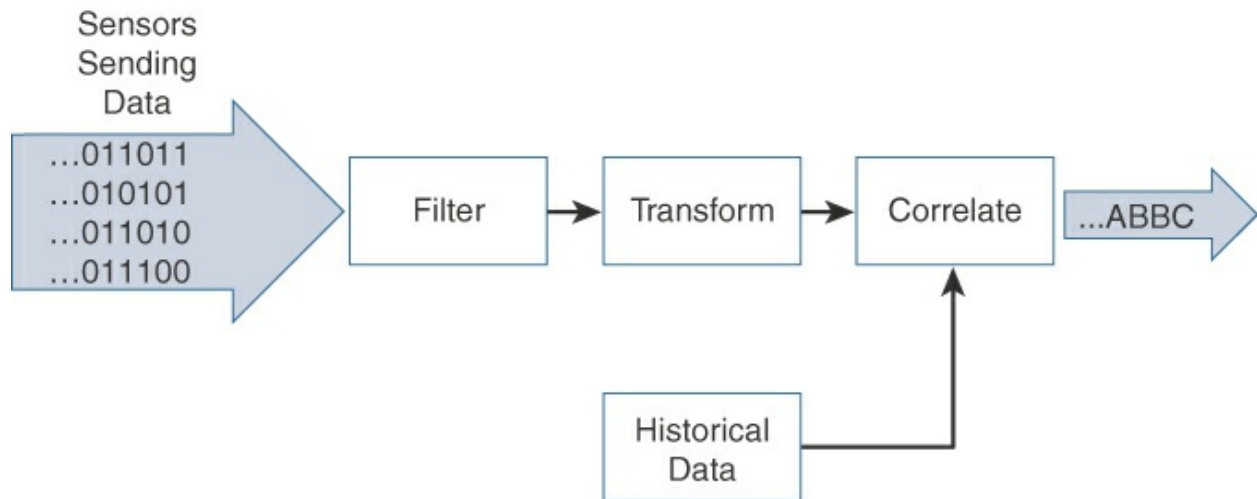 Sensors
Sending
Data
...011011
...010101
...011010
...011100
Filter
Transform
Correlate
...ABBC
Historical
Data